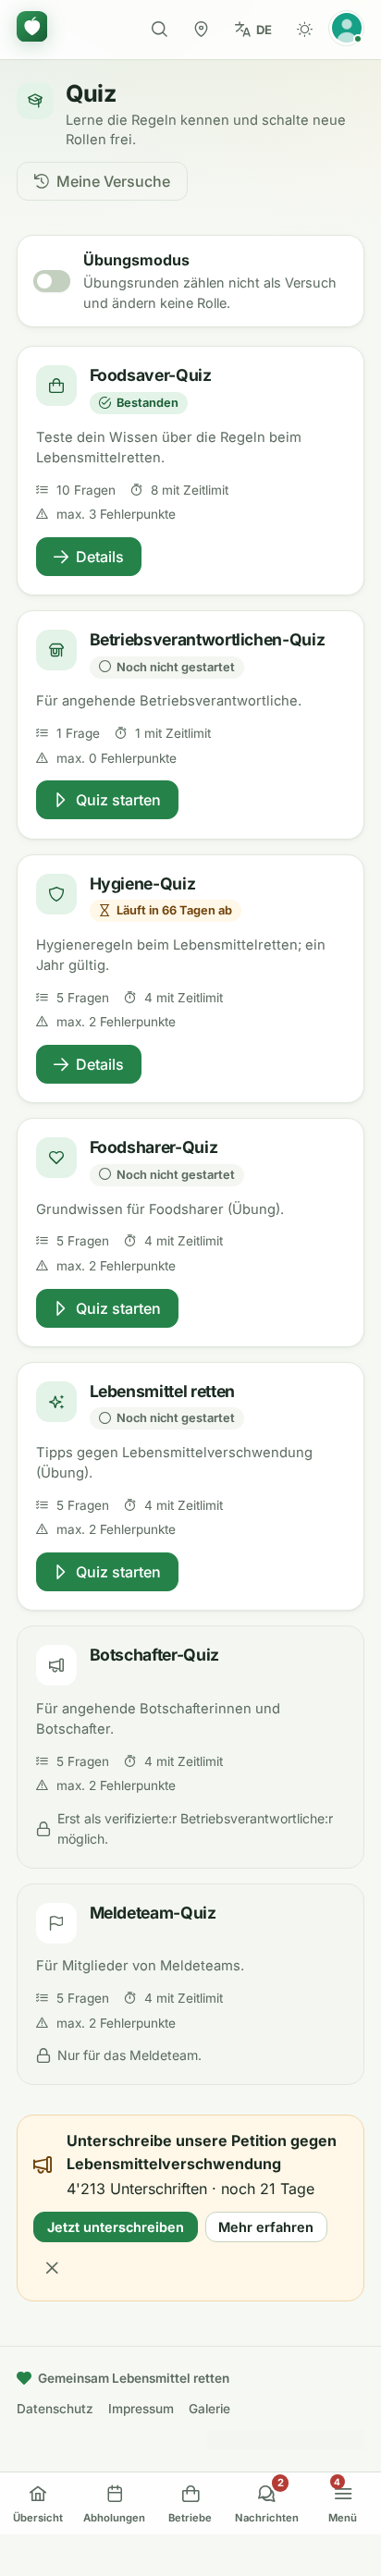 DE
Quiz
Lerne die Regeln kennen und schalte neue
Rollen frei.
Meine Versuche
Übungsmodus
Übungsrunden zählen nicht als Versuch
und ändern keine Rolle.
Foodsaver-Quiz
Bestanden
Teste dein Wissen über die Regeln beim
Lebensmittelretten.
10 Fragen 8 mit Zeitlimit
max. 3 Fehlerpunkte
Details
Betriebsverantwortlichen-Quiz
Noch nicht gestartet
Für angehende Betriebsverantwortliche.
1 Frage 1 mit Zeitlimit
max. 0 Fehlerpunkte
Quiz starten
Hygiene-Quiz
Läuft in 66 Tagen ab
Hygieneregeln beim Lebensmittelretten; ein
Jahr gültig.
5 Fragen 4 mit Zeitlimit
max. 2 Fehlerpunkte
Details
Foodsharer-Quiz
Noch nicht gestartet
Grundwissen für Foodsharer (Übung).
5 Fragen 4 mit Zeitlimit
max. 2 Fehlerpunkte
Quiz starten
Lebensmittel retten
Noch nicht gestartet
Tipps gegen Lebensmittelverschwendung
(Übung).
5 Fragen 4 mit Zeitlimit
max. 2 Fehlerpunkte
Quiz starten
Botschafter-Quiz
Für angehende Botschafterinnen und
Botschafter.
5 Fragen 4 mit Zeitlimit
max. 2 Fehlerpunkte
Erst als verifizierte:r Betriebsverantwortliche:r
möglich.
Meldeteam-Quiz
Für Mitglieder von Meldeteams.
5 Fragen 4 mit Zeitlimit
max. 2 Fehlerpunkte
Nur für das Meldeteam.
Unterschreibe unsere Petition gegen
Lebensmittelverschwendung
4'213 Unterschriften · noch 21 Tage
Jetzt unterschreiben Mehr erfahren
Gemeinsam Lebensmittel retten
Datenschutz Impressum Galerie
2 4
Übersicht Abholungen Betriebe Nachrichten Menü